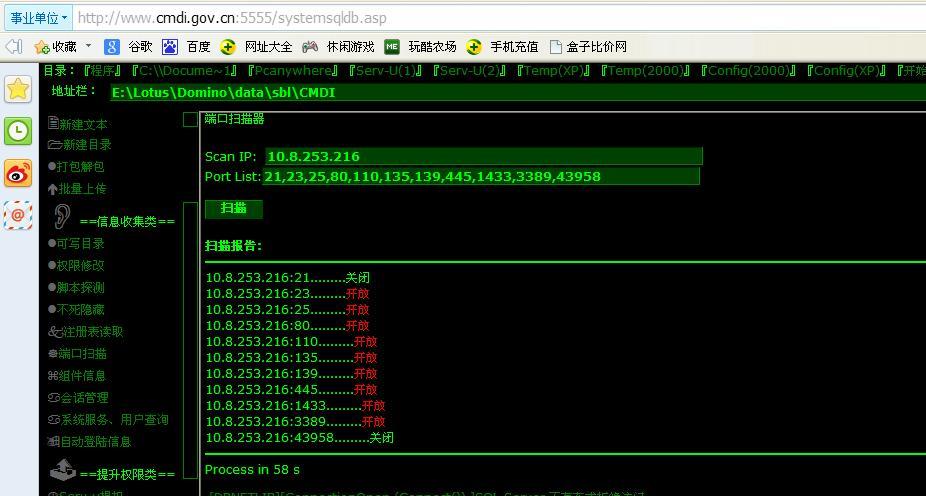 事业单位 http://www.cmdi.gov.cn:5555/systemsqldb.asp
收藏 谷歌 百度 网址大全 休闲游戏 ME 玩酷农场 手机充值 盒子比价网
目录:『程序』『C:\\Docume~1』『Pcanywhere』『Serv-U(1)』『Serv-U(2)』『Temp(XP)』『Temp(2000)』『Config(2000)』『Config(XP)』『开始
地址栏: E:\Lotus\Domino\data\sbl\CMDI
新建文本
新建目录
打包解包
批量上传
==信息收集类==
可写目录
权限修改
脚本探测
不死隐藏
注册表读取
端口扫描
组件信息
会话管理
系统服务、用户查询
自动登陆信息
==提升权限类==
端口扫描器
Scan IP: 10.8.253.216
Port List: 21,23,25,80,110,135,139,445,1433,3389,43958
扫描
扫描报告:
10.8.253.216:21.........关闭
10.8.253.216:23.........开放
10.8.253.216:25.........开放
10.8.253.216:80.........开放
10.8.253.216:110.........开放
10.8.253.216:135.........开放
10.8.253.216:139.........开放
10.8.253.216:445.........开放
10.8.253.216:1433.........开放
10.8.253.216:3389.........开放
10.8.253.216:43958.........关闭
Process in 58 s